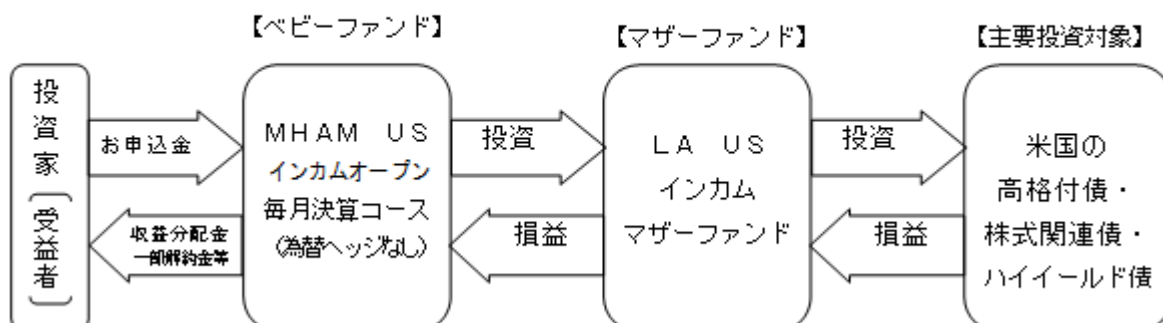 【ベビーファンド】
【マザーファンド】
【主要投資対象】
投資家
(受益者)
お申込金
収益分配金
一部解約金等
MHAM US
インカムオープン
毎月決算コース
(為替ヘッジなし)
投資
損益
LA US
インカム
マザーファンド
投資
損益
米国の
高格付債・
株式関連債・
ハイイールド債